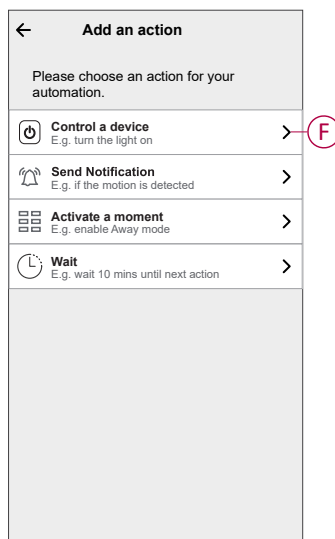 Add an action
Please choose an action for your
automation.
Control a device
E.g. turn the light on
F
Send Notification
E.g. if the motion is detected
Activate a moment
E.g. enable Away mode
Wait
E.g. wait 10 mins until next action